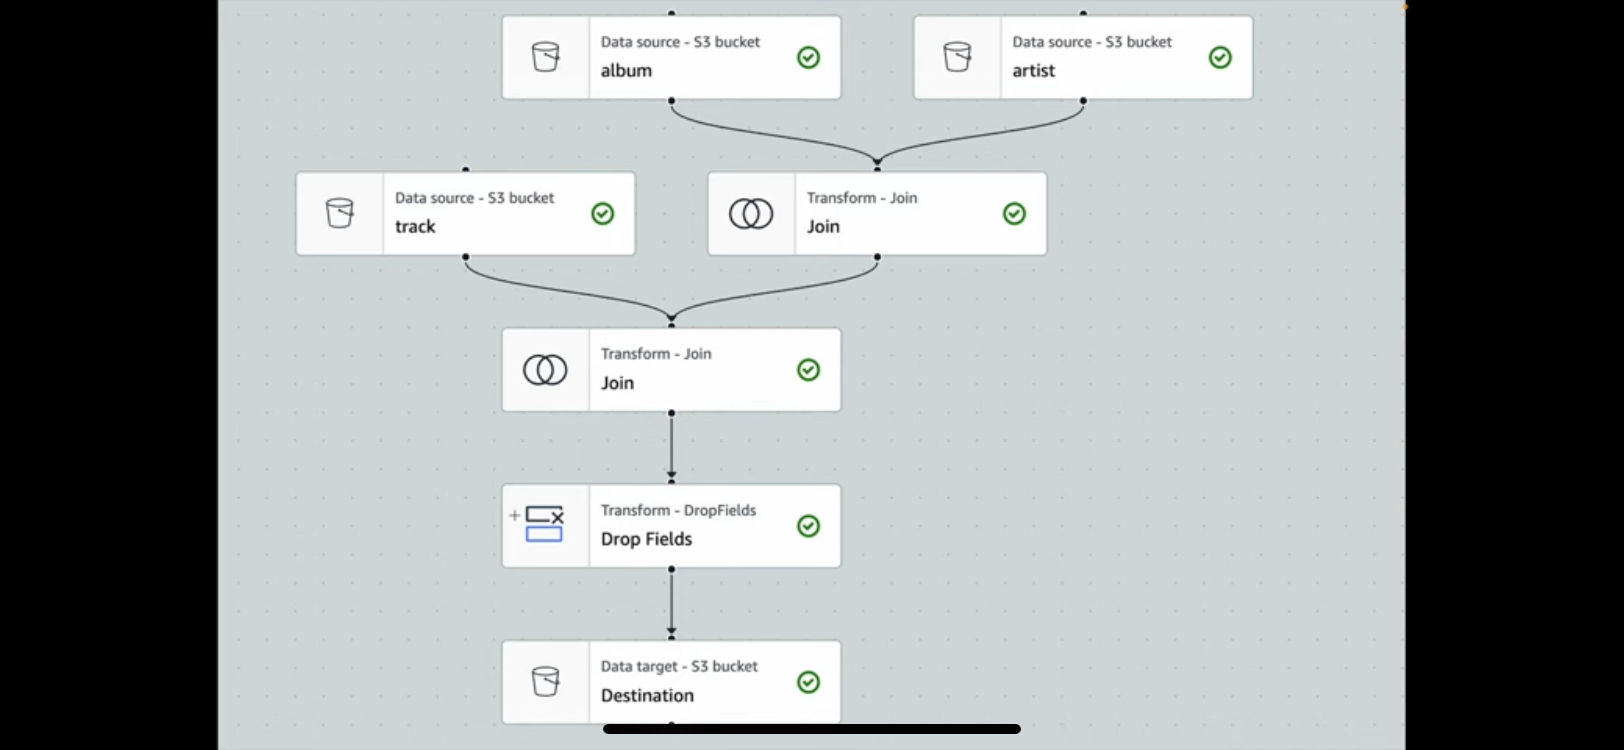 Data source - S3 bucket
album
Data source - S3 bucket
artist
Data source - S3 bucket
track
Transform - Join
Join
Transform - Join
Join
Transform - DropFields
Drop Fields
Data target - S3 bucket
Destination